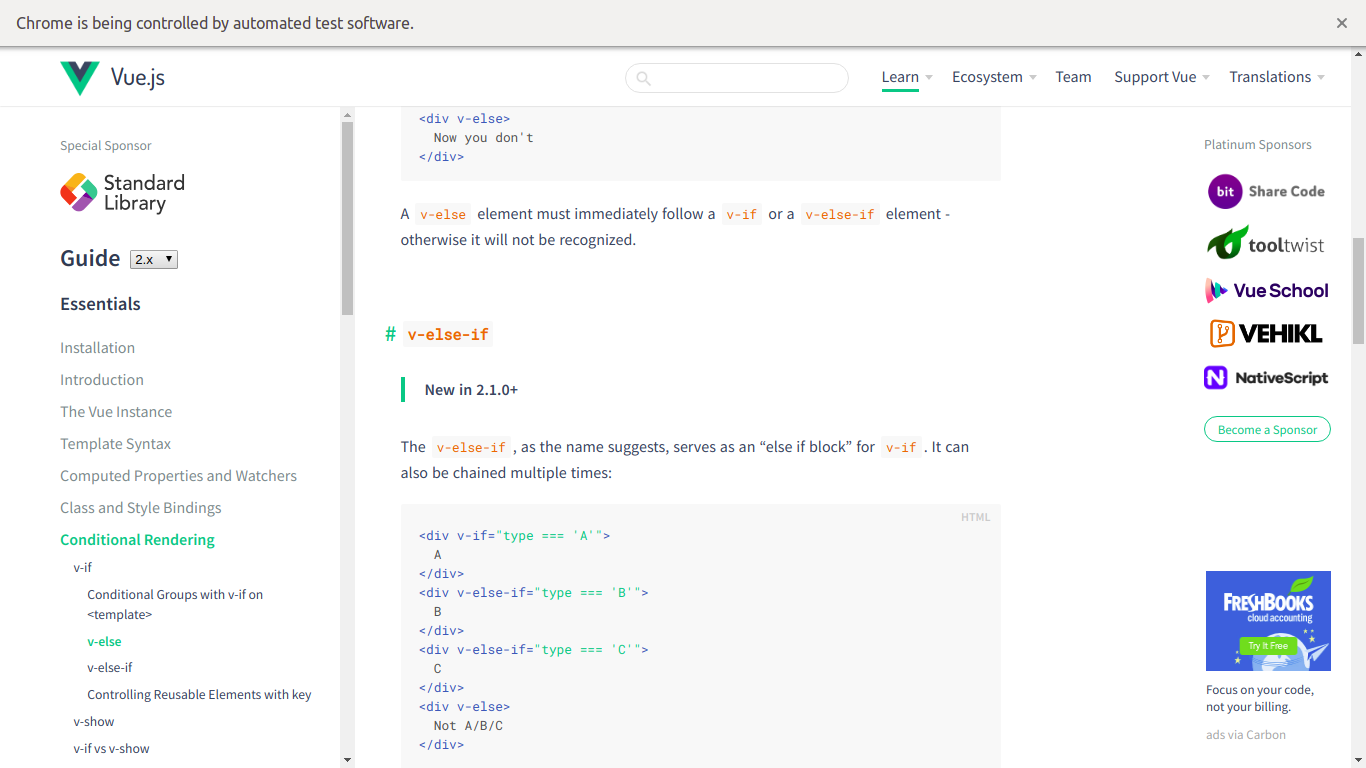 Chrome is being controlled by automated test software.
Vue.js
Learn
Ecosystem
Team
Support Vue
Translations
Special Sponsor
Standard
Library
Guide 2.x
Essentials
Installation
Introduction
The Vue Instance
Template Syntax
Computed Properties and Watchers
Class and Style Bindings
Conditional Rendering
v-if
Conditional Groups with v-if on
<template>
v-else
v-else-if
Controlling Reusable Elements with key
v-show
v-if vs v-show
<div v-else>
Now you don't
</div>
A v-else element must immediately follow a v-if or a v-else-if element -
otherwise it will not be recognized.
# v-else-if
New in 2.1.0+
The v-else-if , as the name suggests, serves as an “else if block” for v-if . It can
also be chained multiple times:
HTML
<div v-if="type === 'A'">
A
</div>
<div v-else-if="type === 'B'">
B
</div>
<div v-else-if="type === 'C'">
C
</div>
<div v-else>
Not A/B/C
</div>
Platinum Sponsors
bit Share Code
tooltwist
Vue School
VEHIKL
NativeScript
Become a Sponsor
FRESHBOOKS
cloud accounting
Try It Free
Focus on your code,
not your billing.
ads via Carbon